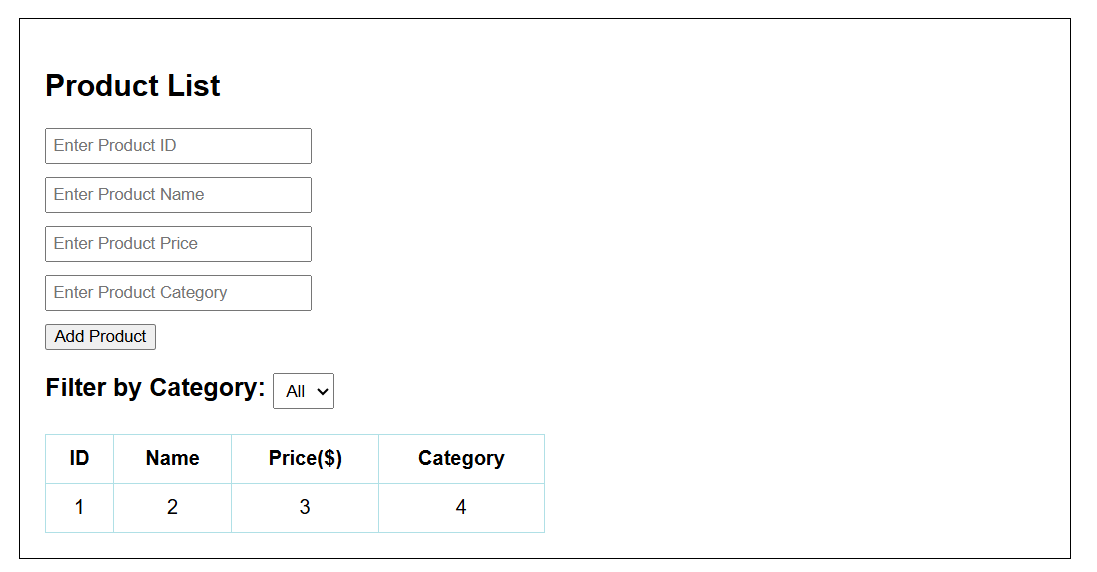 Product List
Enter Product ID
Enter Product Name
Enter Product Price
Enter Product Category
Add Product
Filter by Category: All
ID Name Price($) Category
1 2 3 4